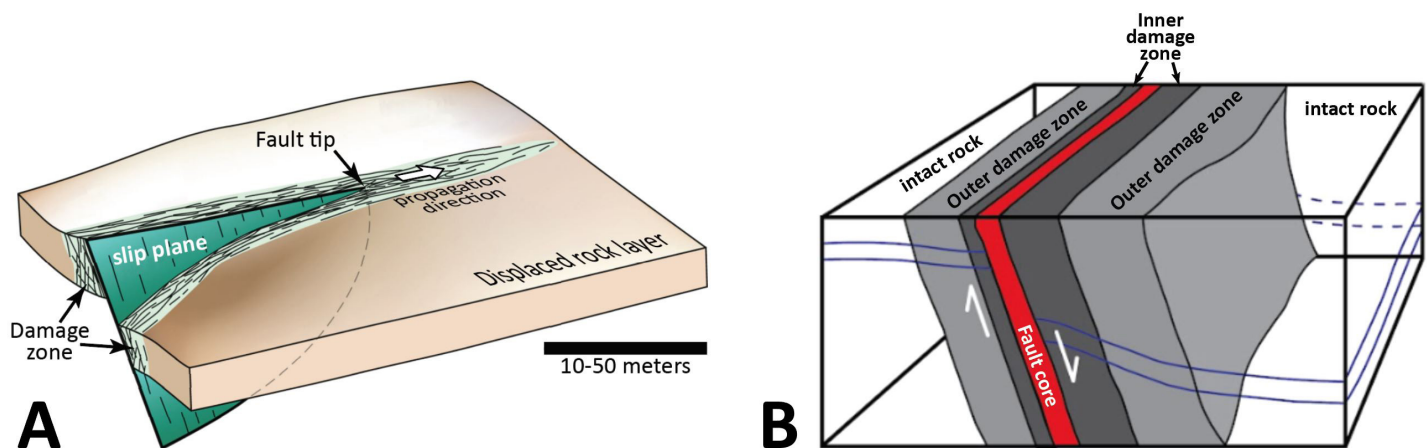 Fault tip
propagation
direction
slip plane
Displaced rock layer
Damage
zone
10-50 meters
A
Inner
damage
zone
intact rock
Outer damage zone
Outer damage zone
intact rock
Fault core
B